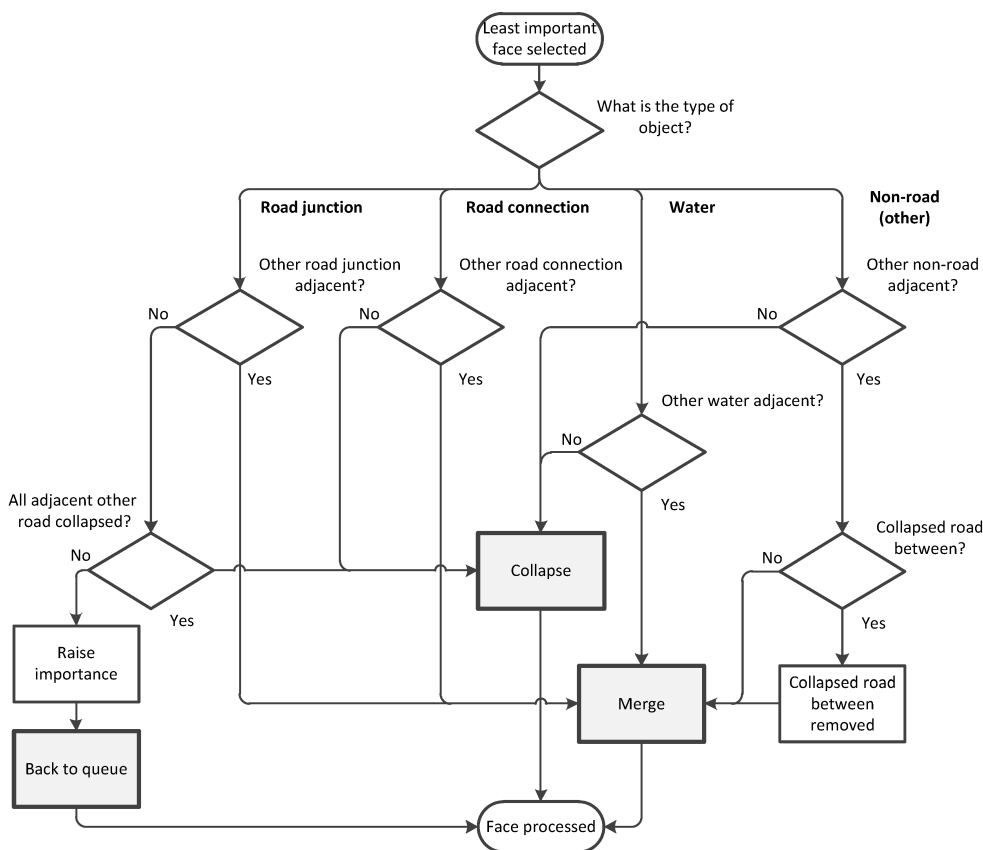 Least important
face selected
What is the type of
object?
Road junction
Road connection
Water
Non-road
(other)
Other road junction
adjacent?
Other road connection
adjacent?
Other non-road
adjacent?
No
No
No
Yes
Yes
Yes
Other water adjacent?
No
Yes
All adjacent other
road collapsed?
No
Yes
Collapse
Collapsed road
between?
No
Yes
Raise
importance
Merge
Collapsed road
between
removed
Back to queue
Face processed